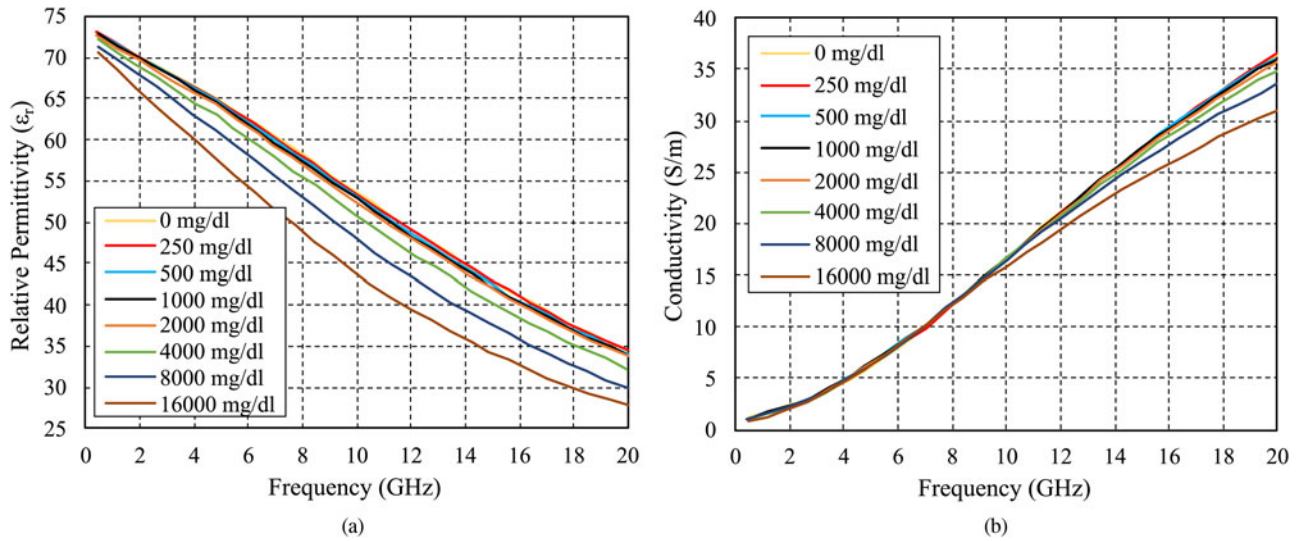 75
70
65
60
55
50
45
40
35
30
25
Relative Permittivity (εr)
0 mg/dl
250 mg/dl
500 mg/dl
1000 mg/dl
2000 mg/dl
4000 mg/dl
8000 mg/dl
16000 mg/dl
0 2 4 6 8 10 12 14 16 18 20
Frequency (GHz)
(a)
40
35
30
25
20
15
10
5
0
Conductivity (S/m)
0 mg/dl
250 mg/dl
500 mg/dl
1000 mg/dl
2000 mg/dl
4000 mg/dl
8000 mg/dl
16000 mg/dl
0 2 4 6 8 10 12 14 16 18 20
Frequency (GHz)
(b)